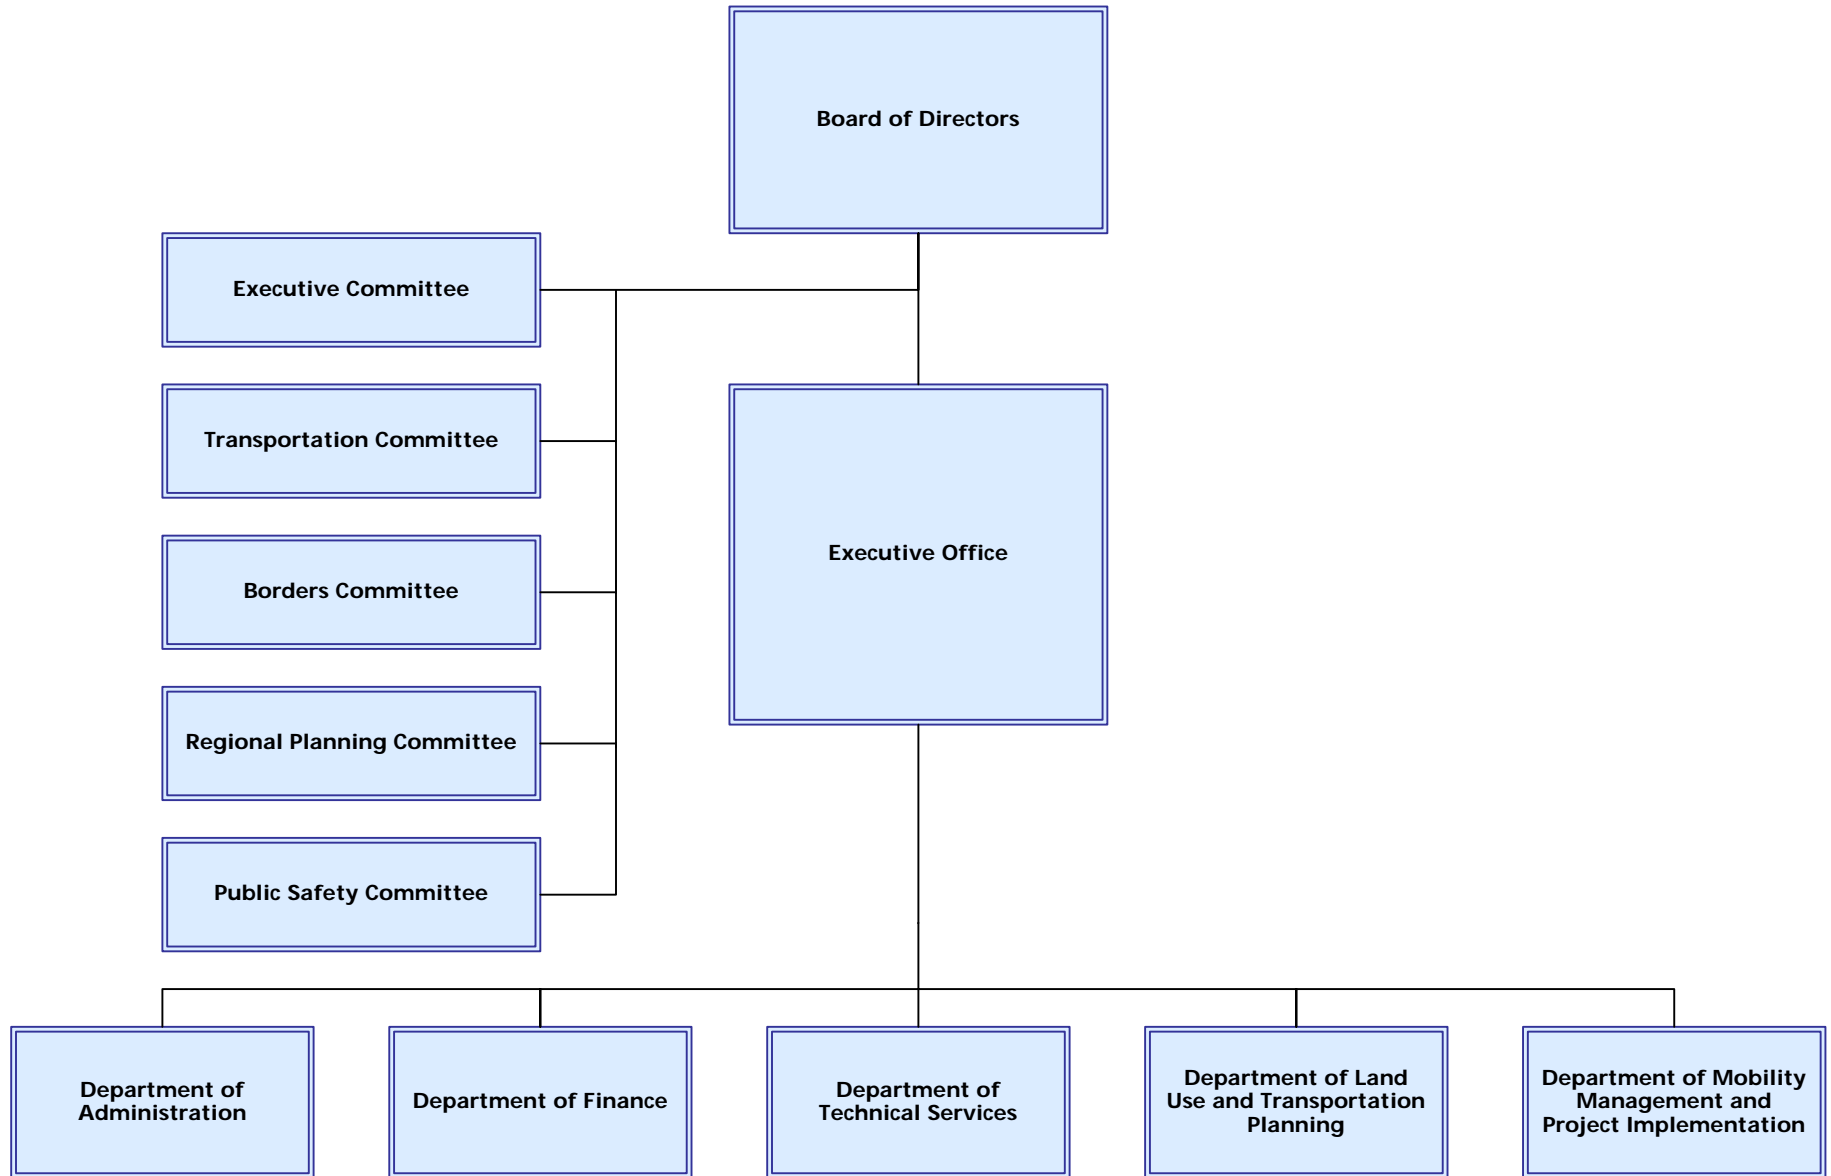 Board of Directors
Executive Committee
Transportation Committee
Executive Office
Borders Committee
Regional Planning Committee
Public Safety Committee
Department of
Administration
Department of Finance
Department of
Technical Services
Department of Land
Use and Transportation
Planning
Department of Mobility
Management and
Project Implementation